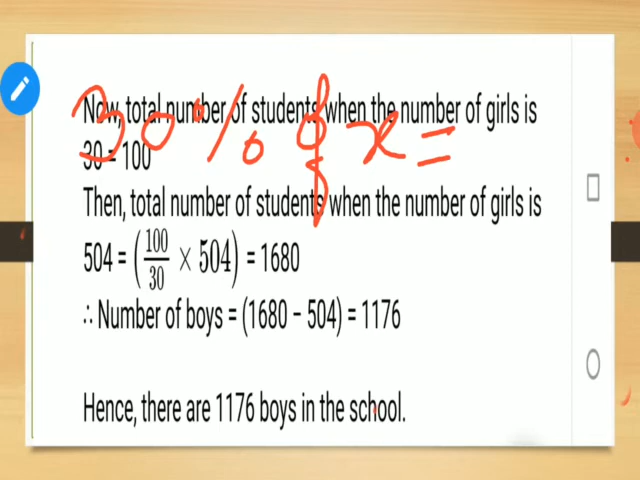 Now, total number of students when the number of girls is
30% of x =
30 = 100
Then, total number of students when the number of girls is
504 = (100/30 × 504) = 1680
∴ Number of boys = (1680 − 504) = 1176
Hence, there are 1176 boys in the school.